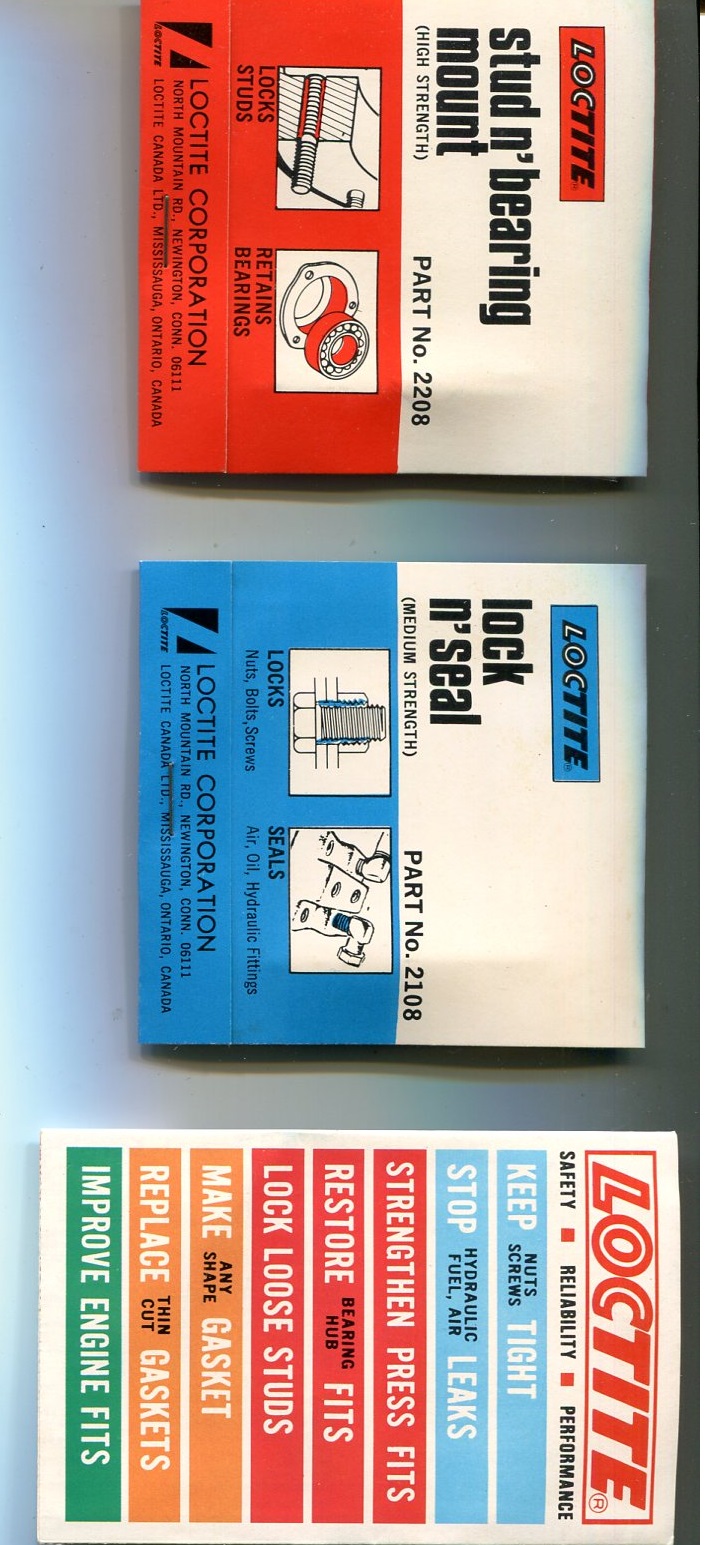 LOCTITE®
stud n' bearing
mount
(HIGH STRENGTH)
PART No. 2208
LOCKS
STUDS
RETAINS
BEARINGS
LOCTITE CORPORATION
NORTH MOUNTAIN RD., NEWINGTON, CONN. 06111
LOCTITE CANADA LTD., MISSISSAUGA, ONTARIO, CANADA
LOCTITE
LOCTITE®
lock
n' seal
(MEDIUM STRENGTH)
PART No. 2108
LOCKS
Nuts, Bolts, Screws
SEALS
Air, Oil, Hydraulic Fittings
LOCTITE CORPORATION
NORTH MOUNTAIN RD., NEWINGTON, CONN. 06111
LOCTITE CANADA LTD., MISSISSAUGA, ONTARIO, CANADA
LOCTITE
LOCTITE®
SAFETY ■ RELIABILITY ■ PERFORMANCE
KEEP NUTS SCREWS TIGHT
STOP HYDRAULIC FUEL, AIR LEAKS
STRENGTHEN PRESS FITS
RESTORE BEARING HUB FITS
LOCK LOOSE STUDS
MAKE ANY SHAPE GASKET
REPLACE THIN CUT GASKETS
IMPROVE ENGINE FITS